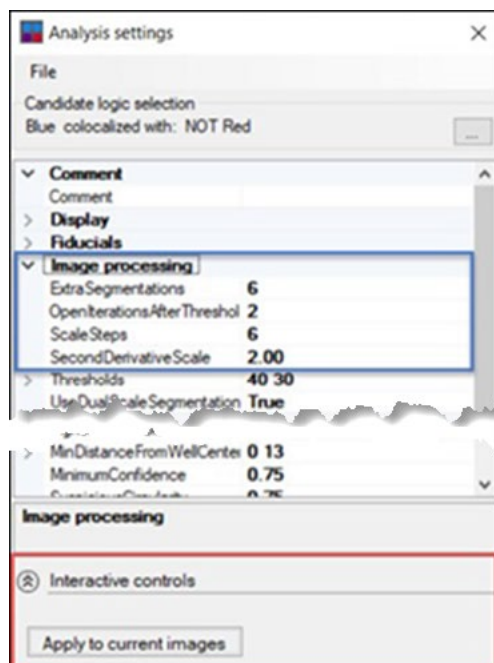 Analysis settings
File
Candidate logic selection
Blue colocalized with: NOT Red
...
Comment
Comment
Display
Fiducials
Image processing
ExtraSegmentations 6
OpenIterationsAfterThreshol 2
ScaleSteps 6
SecondDerivativeScale 2.00
Thresholds 40 30
UseDualScaleSegmentation True
MinDistanceFromWellCenter 0 13
MinimumConfidence 0.75
Image processing
Interactive controls
Apply to current images